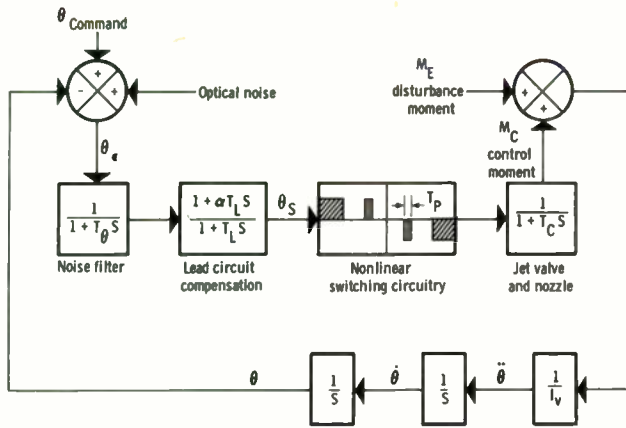 θ Command
+
-
+
Optical noise
θε
M_E
disturbance
moment
+
+
M_C
control
moment
1
1 + T_θ S
Noise filter
1 + αT_L S
1 + T_L S
Lead circuit
compensation
θ_S
T_P
Nonlinear
switching circuitry
1
1 + T_C S
Jet valve
and nozzle
θ
1
S
θ̇
1
S
θ̈
1
I_v